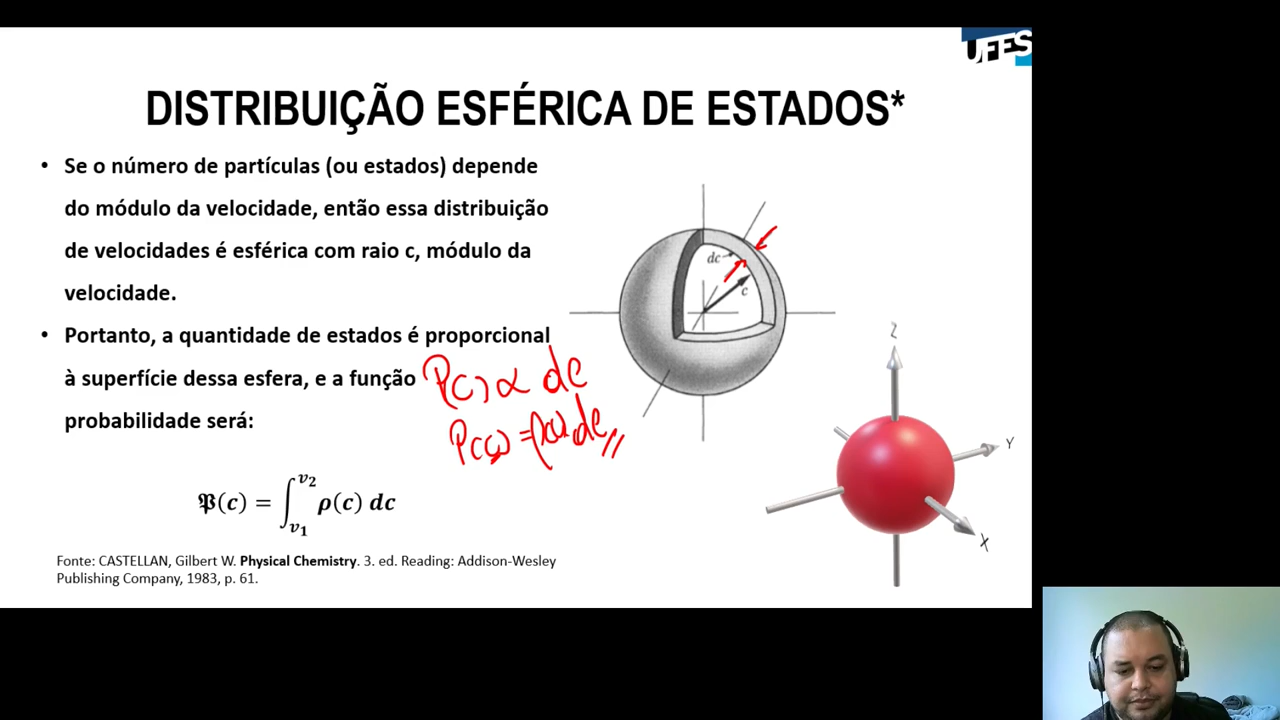 UFES
DISTRIBUIÇÃO ESFÉRICA DE ESTADOS*
• Se o número de partículas (ou estados) depende
do módulo da velocidade, então essa distribuição
de velocidades é esférica com raio c, módulo da
velocidade.
• Portanto, a quantidade de estados é proporcional
à superfície dessa esfera, e a função
probabilidade será:
P(c) α dc
P(c) = ρ(c) dc //
𝕻(c) = ∫_{v₁}^{v₂} ρ(c) dc
Fonte: CASTELLAN, Gilbert W. Physical Chemistry. 3. ed. Reading: Addison-Wesley
Publishing Company, 1983, p. 61.
dc
c
Z
Y
X